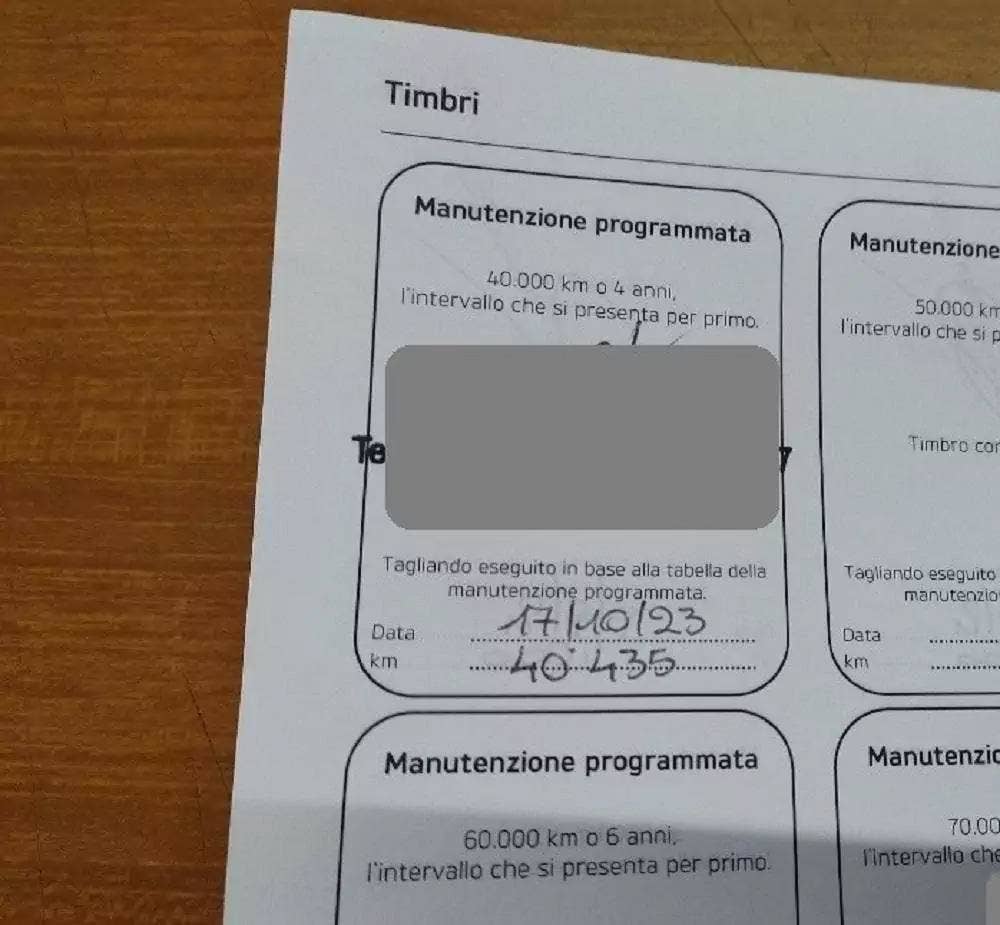 Timbri
Manutenzione programmata
40.000 km o 4 anni,
l'intervallo che si presenta per primo.
Te
Tagliando eseguito in base alla tabella della
manutenzione programmata.
Data 17/10/23
km 40.435
Manutenzione
50.000 km
l'intervallo che si p
Timbro con
Tagliando eseguito
manutenzio
Data
km
Manutenzione programmata
60.000 km o 6 anni,
l'intervallo che si presenta per primo.
Manutenzio
70.00
l'intervallo che